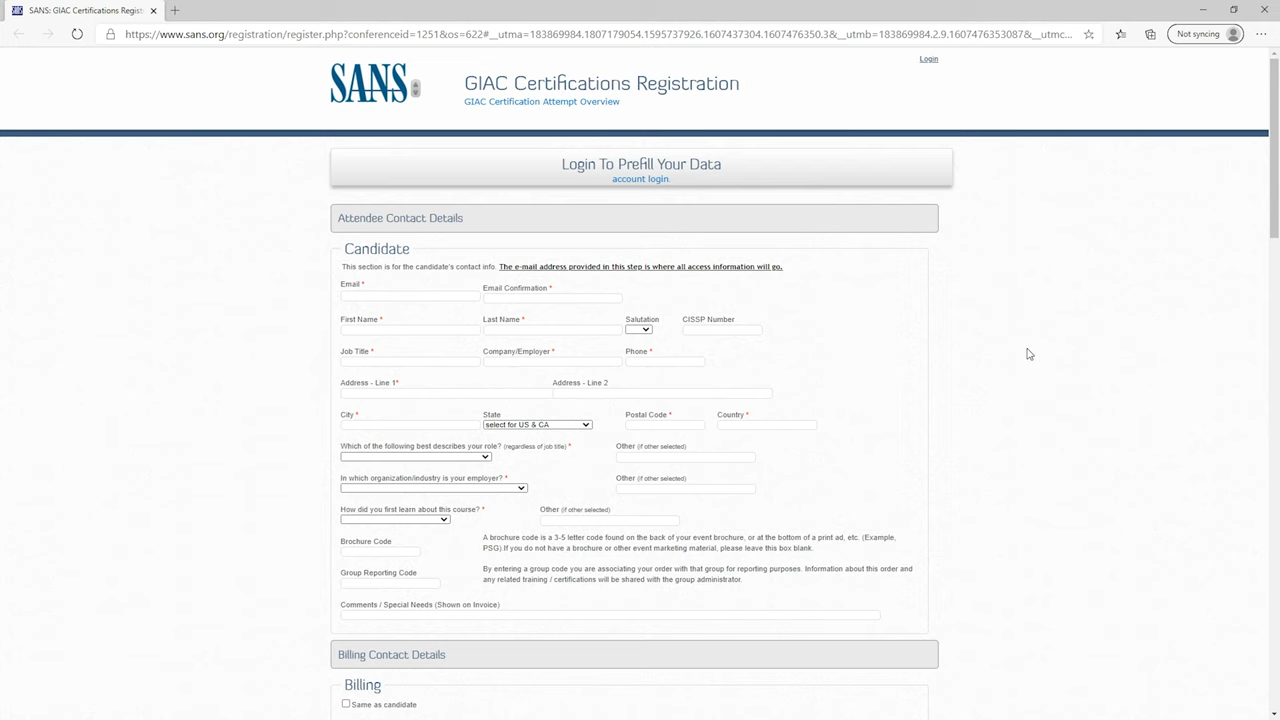 SANS: GIAC Certifications Regist
https://www.sans.org/registration/register.php?conferenceid=1251&os=622#__utma=183869984.1807179054.1595737926.1607437304.1607476350.3&__utmb=183869984.2.9.1607476353087&__utmc...
Not syncing
Login
SANS
GIAC Certifications Registration
GIAC Certification Attempt Overview
Login To Prefill Your Data
account login.
Attendee Contact Details
Candidate
This section is for the candidate's contact info. The e-mail address provided in this step is where all access information will go.
Email *
Email Confirmation *
First Name * Last Name * Salutation CISSP Number
Job Title * Company/Employer * Phone *
Address - Line 1* Address - Line 2
City * State Postal Code * Country *
select for US & CA
Which of the following best describes your role? (regardless of job title) * Other (if other selected)
In which organization/industry is your employer? * Other (if other selected)
How did you first learn about this course? * Other (if other selected)
Brochure Code
A brochure code is a 3-5 letter code found on the back of your event brochure, or at the bottom of a print ad, etc. (Example,
PSG).If you do not have a brochure or other event marketing material, please leave this box blank.
Group Reporting Code
By entering a group code you are associating your order with that group for reporting purposes. Information about this order and
any related training / certifications will be shared with the group administrator.
Comments / Special Needs (Shown on Invoice)
Billing Contact Details
Billing
Same as candidate